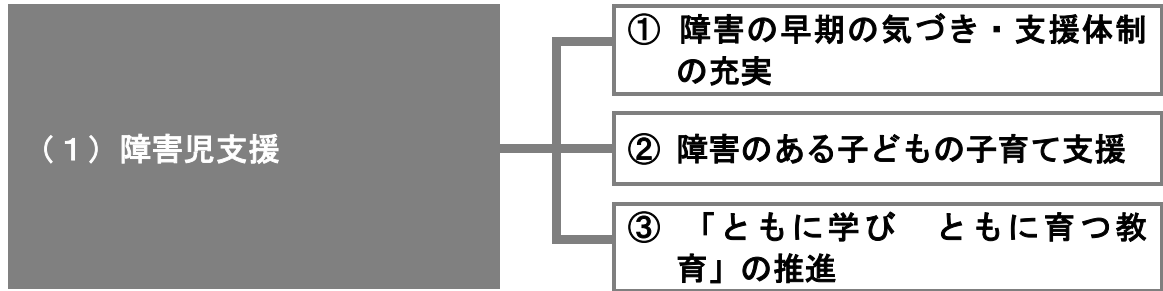 （１）障害児支援
① 障害の早期の気づき・支援体制
の充実
② 障害のある子どもの子育て支援
③ 「ともに学び　ともに育つ教
育」の推進